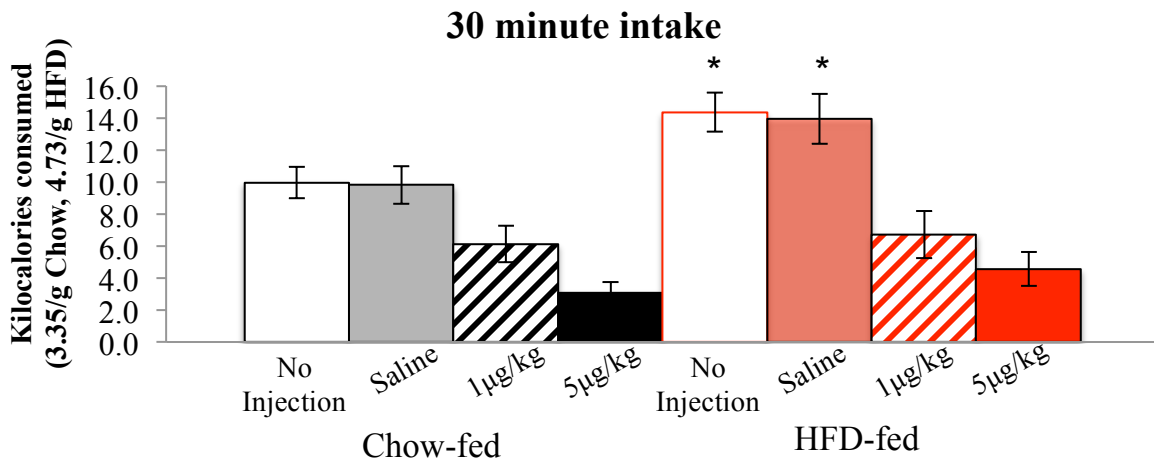 30 minute intake
Kilocalories consumed
(3.35/g Chow, 4.73/g HFD)
* *
16.0
14.0
12.0
10.0
8.0
6.0
4.0
2.0
0.0
No
Injection
Saline
1µg/kg
5µg/kg
No
Injection
Saline
1µg/kg
5µg/kg
Chow-fed
HFD-fed